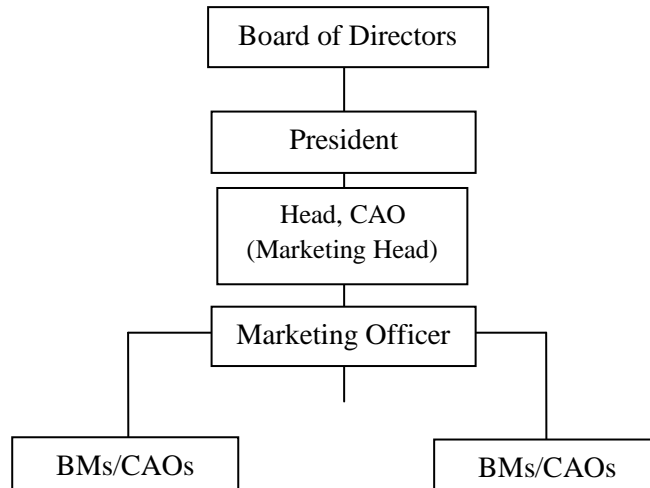 Board of Directors
President
Head, CAO
(Marketing Head)
Marketing Officer
BMs/CAOs
BMs/CAOs